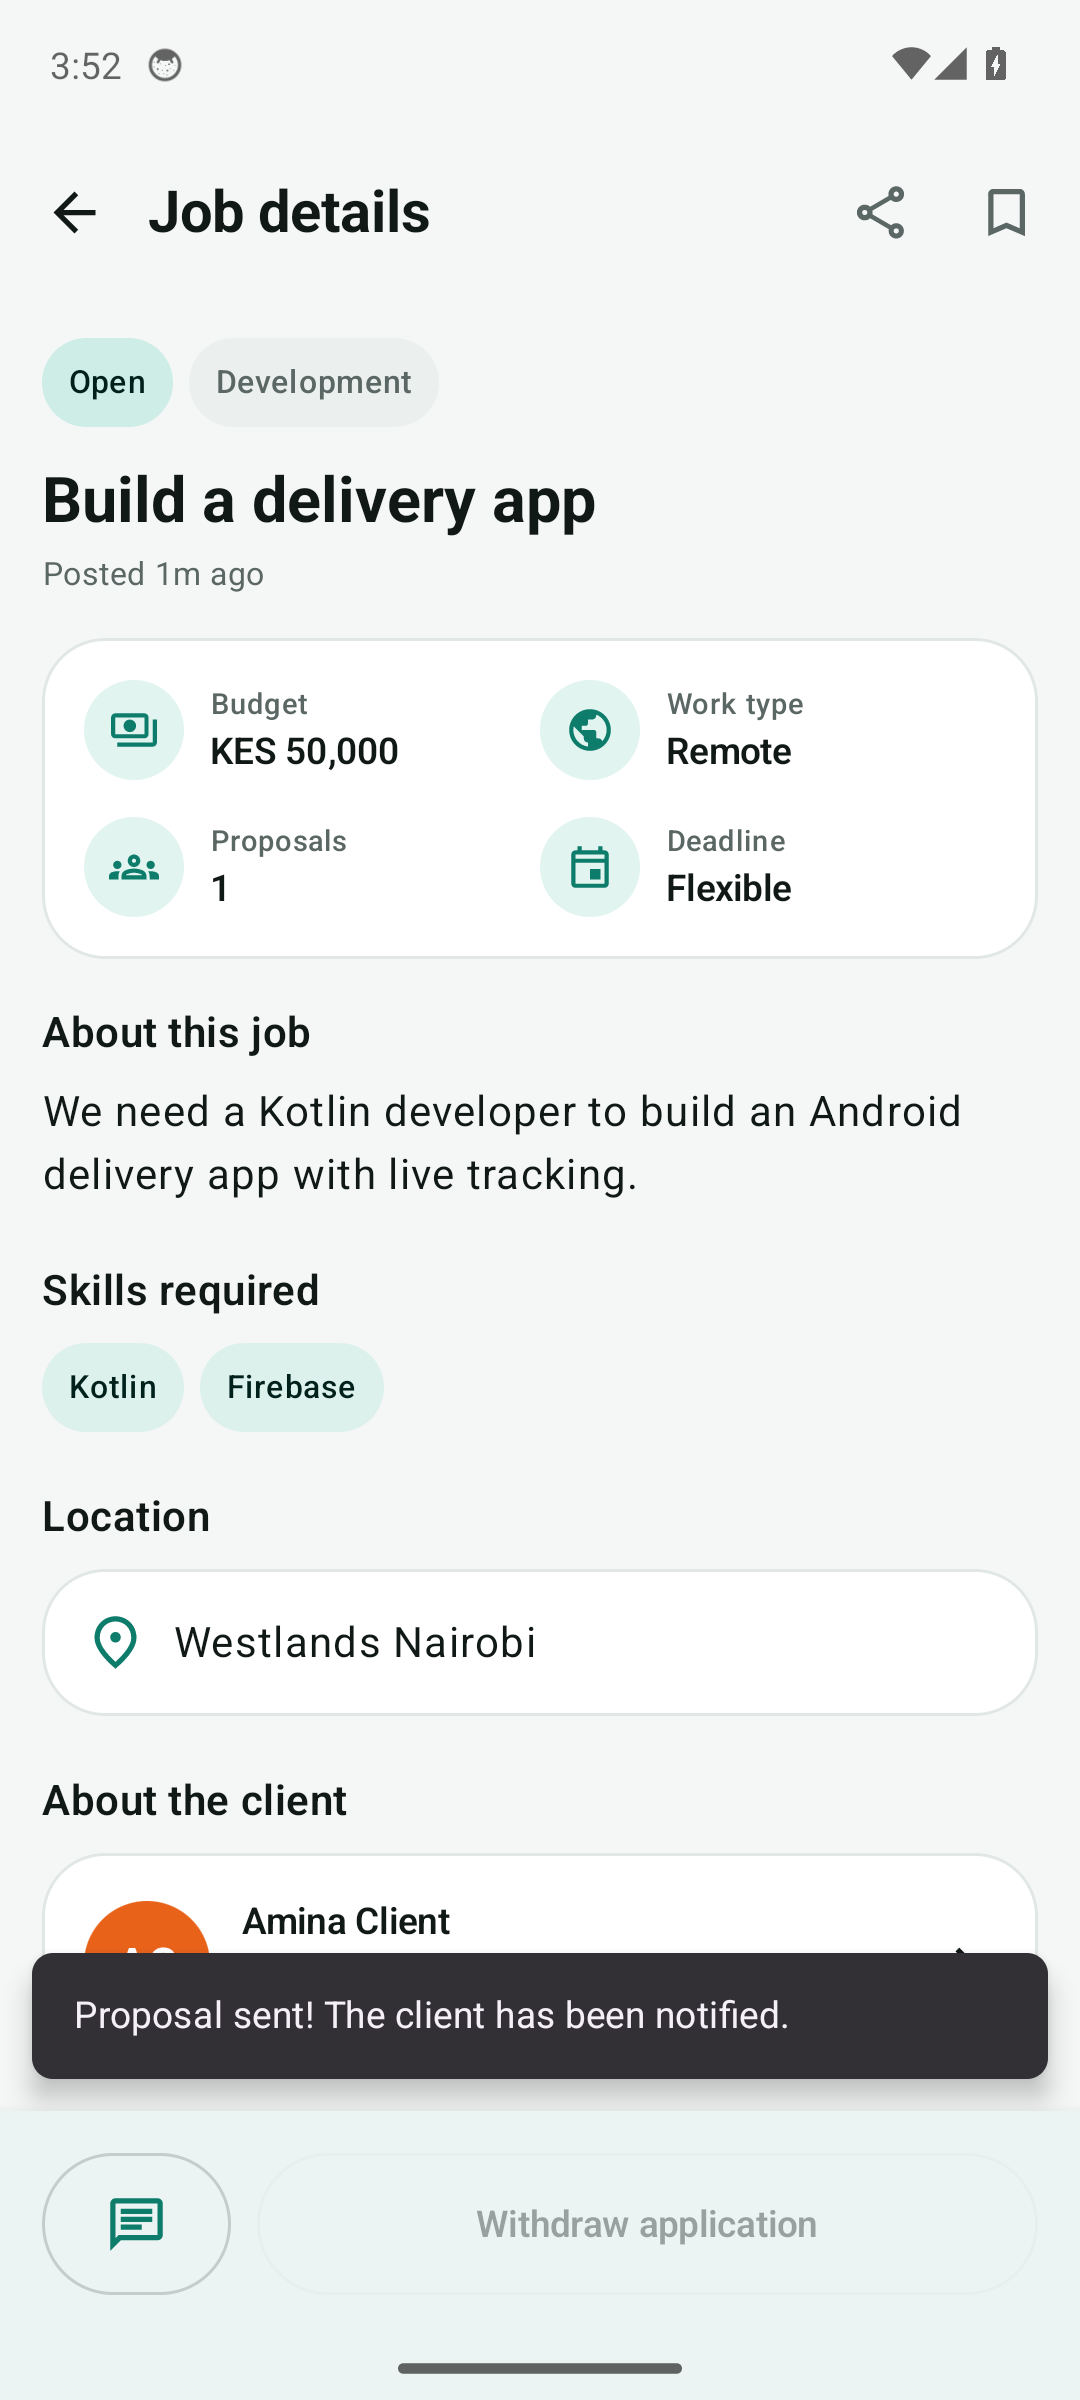 3:52
Job details
Open
Development
Build a delivery app
Posted 1m ago
Budget
KES 50,000
Work type
Remote
Proposals
1
Deadline
Flexible
About this job
We need a Kotlin developer to build an Android
delivery app with live tracking.
Skills required
Kotlin
Firebase
Location
Westlands Nairobi
About the client
Amina Client
Proposal sent! The client has been notified.
Withdraw application